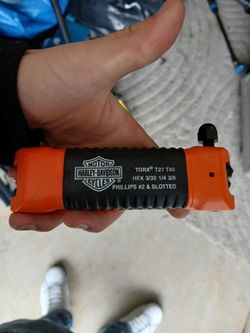 MOTOR
HARLEY-DAVIDSON
CYCLES
TORX® T27 T40
HEX 3/32 1/4 3/8
PHILLIPS #2 & SLOTTED